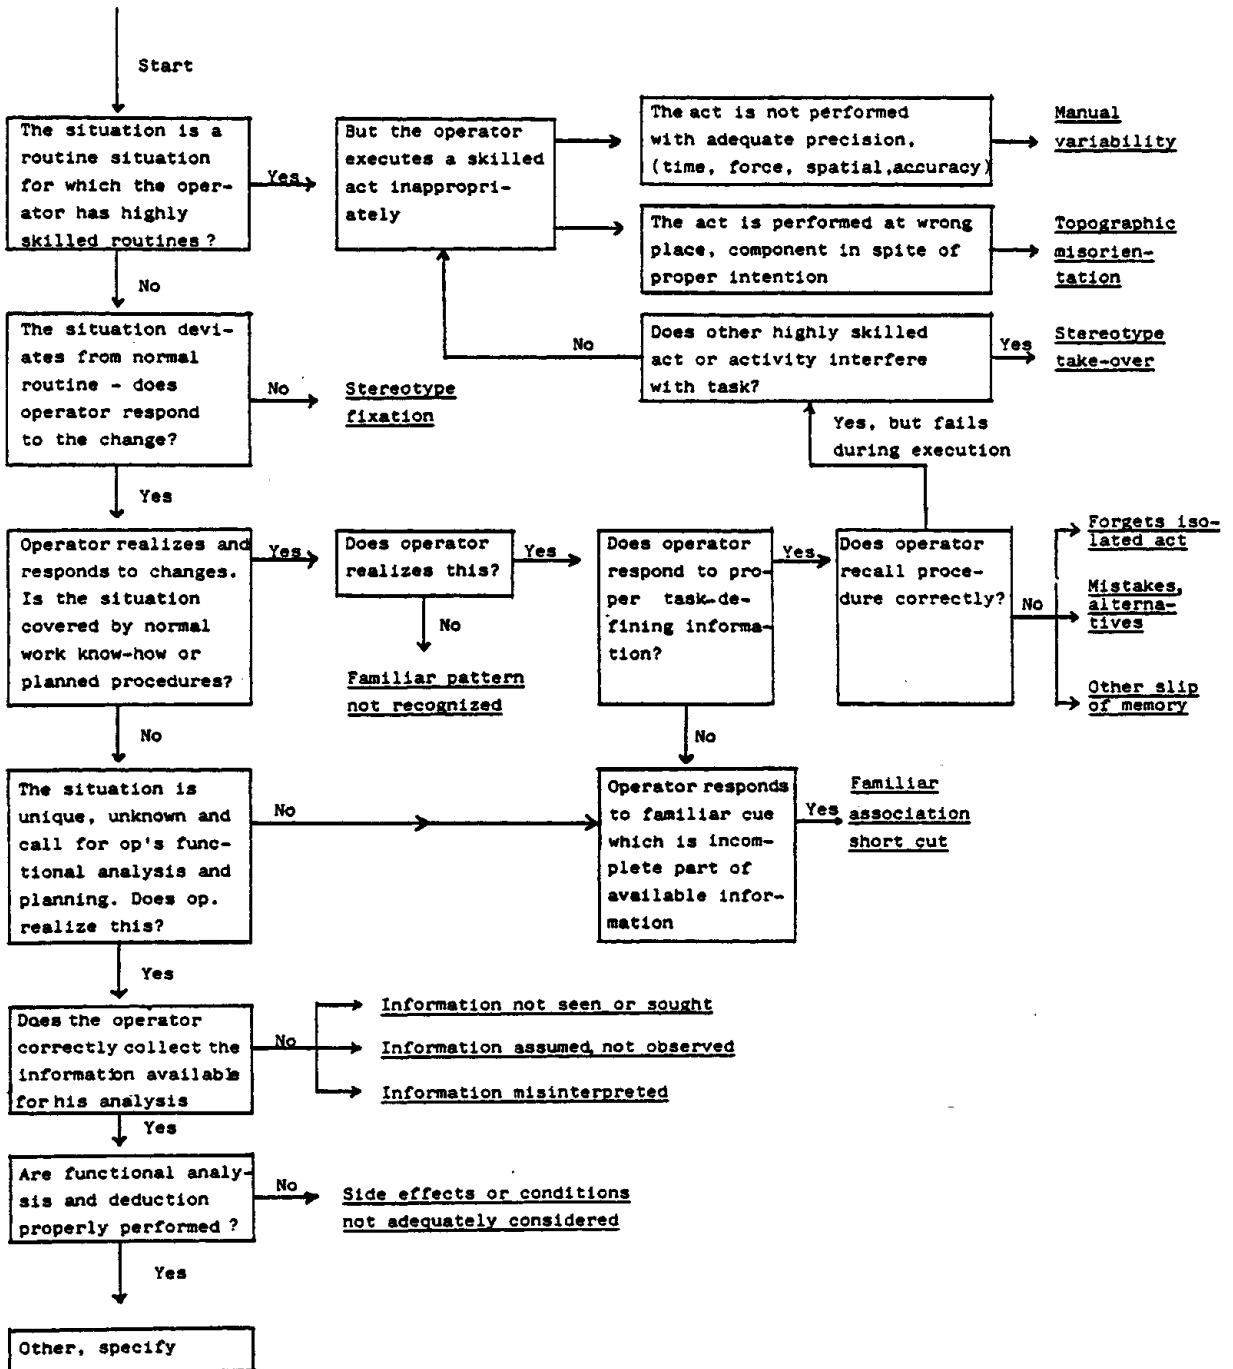 Start
The situation is a
routine situation
for which the oper-
ator has highly
skilled routines?
Yes
But the operator
executes a skilled
act inappropri-
ately
The act is not performed
with adequate precision,
(time, force, spatial,accuracy)
Manual
variability
The act is performed at wrong
place, component in spite of
proper intention
Topographic
misorien-
tation
No
The situation devi-
ates from normal
routine - does
operator respond
to the change?
No
Stereotype
fixation
No
Does other highly skilled
act or activity interfere
with task?
Yes
Stereotype
take-over
Yes, but fails
during execution
Yes
Operator realizes and
responds to changes.
Is the situation
covered by normal
work know-how or
planned procedures?
Yes
Does operator
realizes this?
No
Familiar pattern
not recognized
Yes
Does operator
respond to pro-
per task-de-
fining informa-
tion?
Yes
Does operator
recall proce-
dure correctly?
No
Forgets iso-
lated act
Mistakes,
alterna-
tives
Other slip
of memory
No
No
The situation is
unique, unknown and
call for op's func-
tional analysis and
planning. Does op.
realize this?
No
Operator responds
to familiar cue
which is incom-
plete part of
available infor-
mation
Yes
Familiar
association
short cut
Yes
Does the operator
correctly collect the
information available
for his analysis
No
Information not seen or sought
Information assumed, not observed
Information misinterpreted
Yes
Are functional analy-
sis and deduction
properly performed ?
No
Side effects or conditions
not adequately considered
Yes
Other, specify